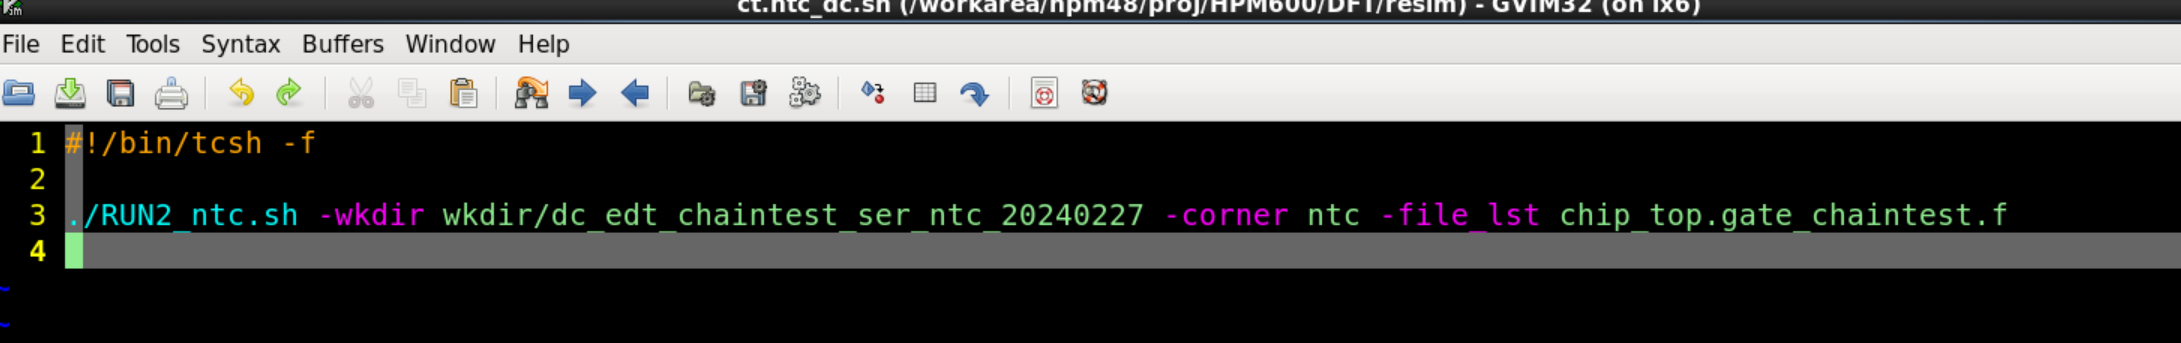 ct.ntc_dc.sh (/workarea/hpm48/proj/HPM600/DFT/resim) - GVIM32 (on lx6)
File Edit Tools Syntax Buffers Window Help
1 #!/bin/tcsh -f
2
3 ./RUN2_ntc.sh -wkdir wkdir/dc_edt_chaintest_ser_ntc_20240227 -corner ntc -file_lst chip_top.gate_chaintest.f
4
~
~